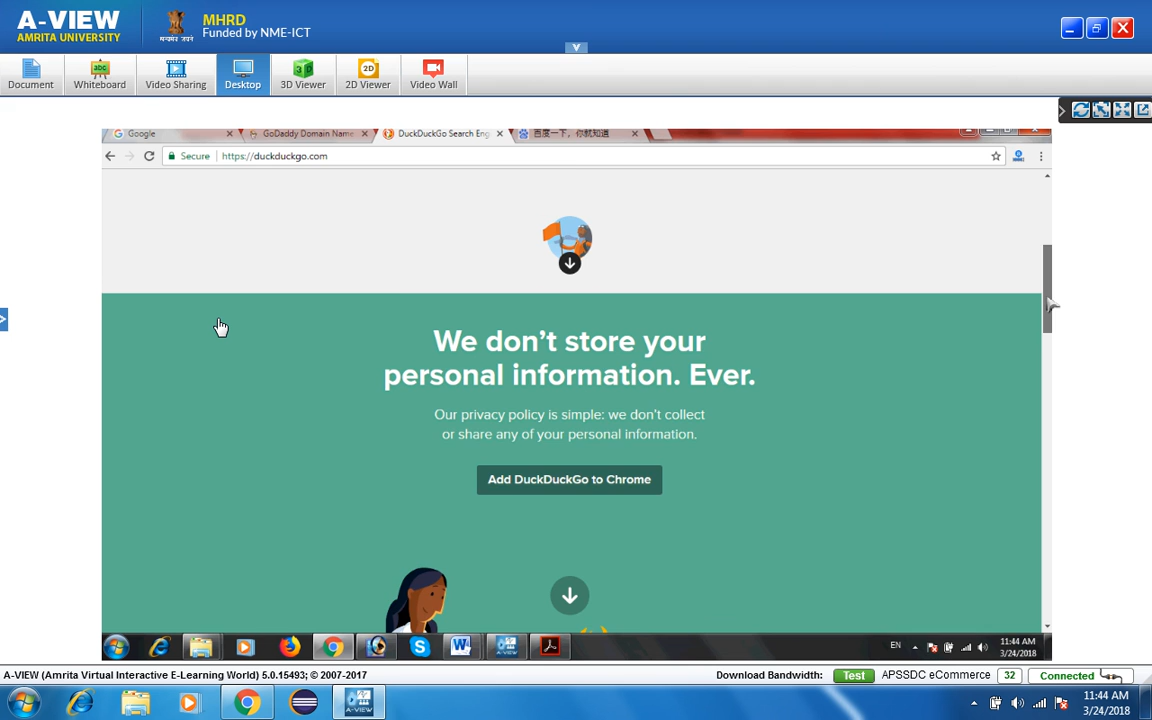 A-VIEW
AMRITA UNIVERSITY
MHRD
Funded by NME-ICT
Document
Whiteboard
Video Sharing
Desktop
3D Viewer
2D Viewer
Video Wall
Google
GoDaddy Domain Name
DuckDuckGo Search Eng
百度一下，你就知道
Secure
https://duckduckgo.com
We don't store your
personal information. Ever.
Our privacy policy is simple: we don't collect
or share any of your personal information.
Add DuckDuckGo to Chrome
EN
11:44 AM
3/24/2018
A-VIEW (Amrita Virtual Interactive E-Learning World) 5.0.15493; © 2007-2017
Download Bandwidth:
Test
APSSDC eCommerce
32
Connected
11:44 AM
3/24/2018